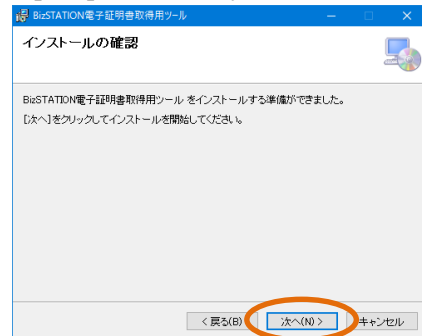 BizSTATION電子証明書取得用ツール
インストールの確認
BizSTATION電子証明書取得用ツール をインストールする準備ができました。
[次へ]をクリックしてインストールを開始してください。
< 戻る(B)
次へ(N) >
キャンセル